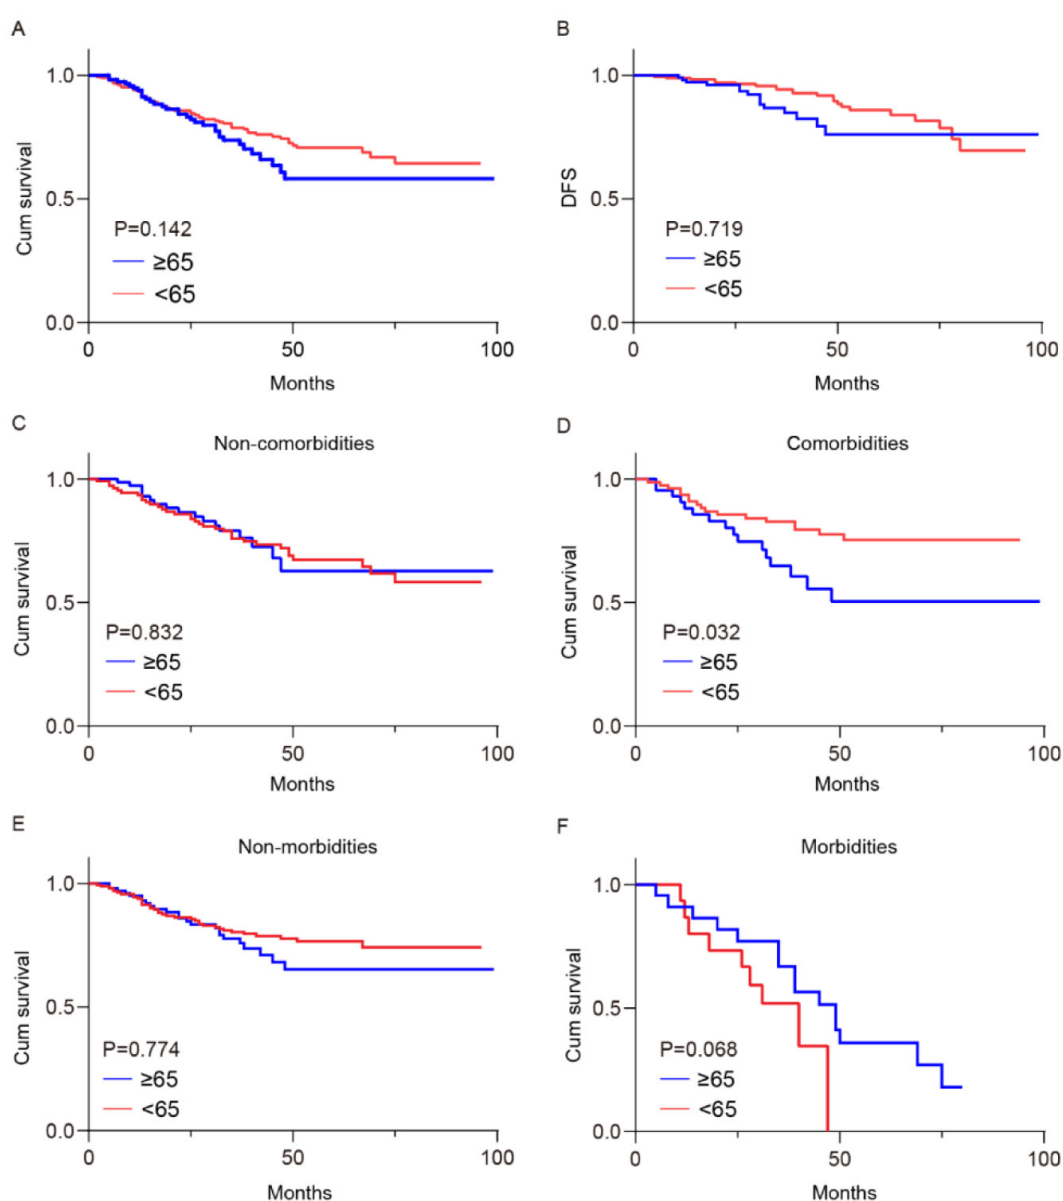 A
Cum survival
1.0
0.5
0.0
P=0.142
≥65
<65
0
50
100
Months
B
DFS
1.0
0.5
0.0
P=0.719
≥65
<65
0
50
100
Months
C
Non-comorbidities
Cum survival
1.0
0.5
0.0
P=0.832
≥65
<65
0
50
100
Months
D
Comorbidities
Cum survival
1.0
0.5
0.0
P=0.032
≥65
<65
0
50
100
Months
E
Non-morbidities
Cum survival
1.0
0.5
0.0
P=0.774
≥65
<65
0
50
100
Months
F
Morbidities
Cum survival
1.0
0.5
0.0
P=0.068
≥65
<65
0
50
100
Months